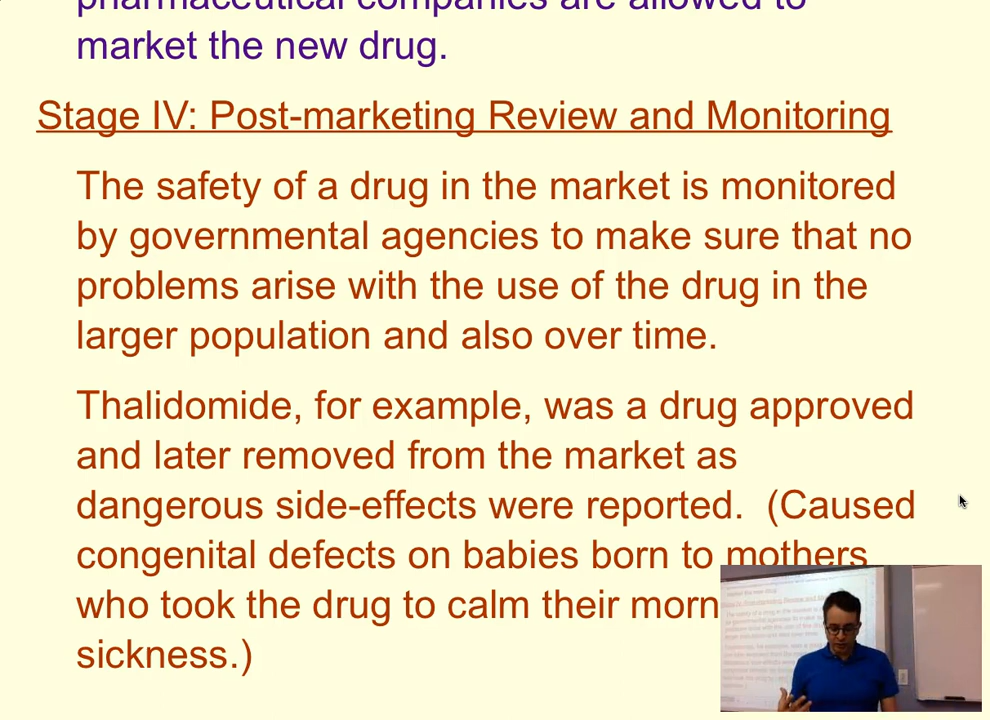 pharmaceutical companies are allowed to
market the new drug.
Stage IV: Post-marketing Review and Monitoring
The safety of a drug in the market is monitored
by governmental agencies to make sure that no
problems arise with the use of the drug in the
larger population and also over time.
Thalidomide, for example, was a drug approved
and later removed from the market as
dangerous side-effects were reported.  (Caused
congenital defects on babies born to mothers
who took the drug to calm their morn
sickness.)